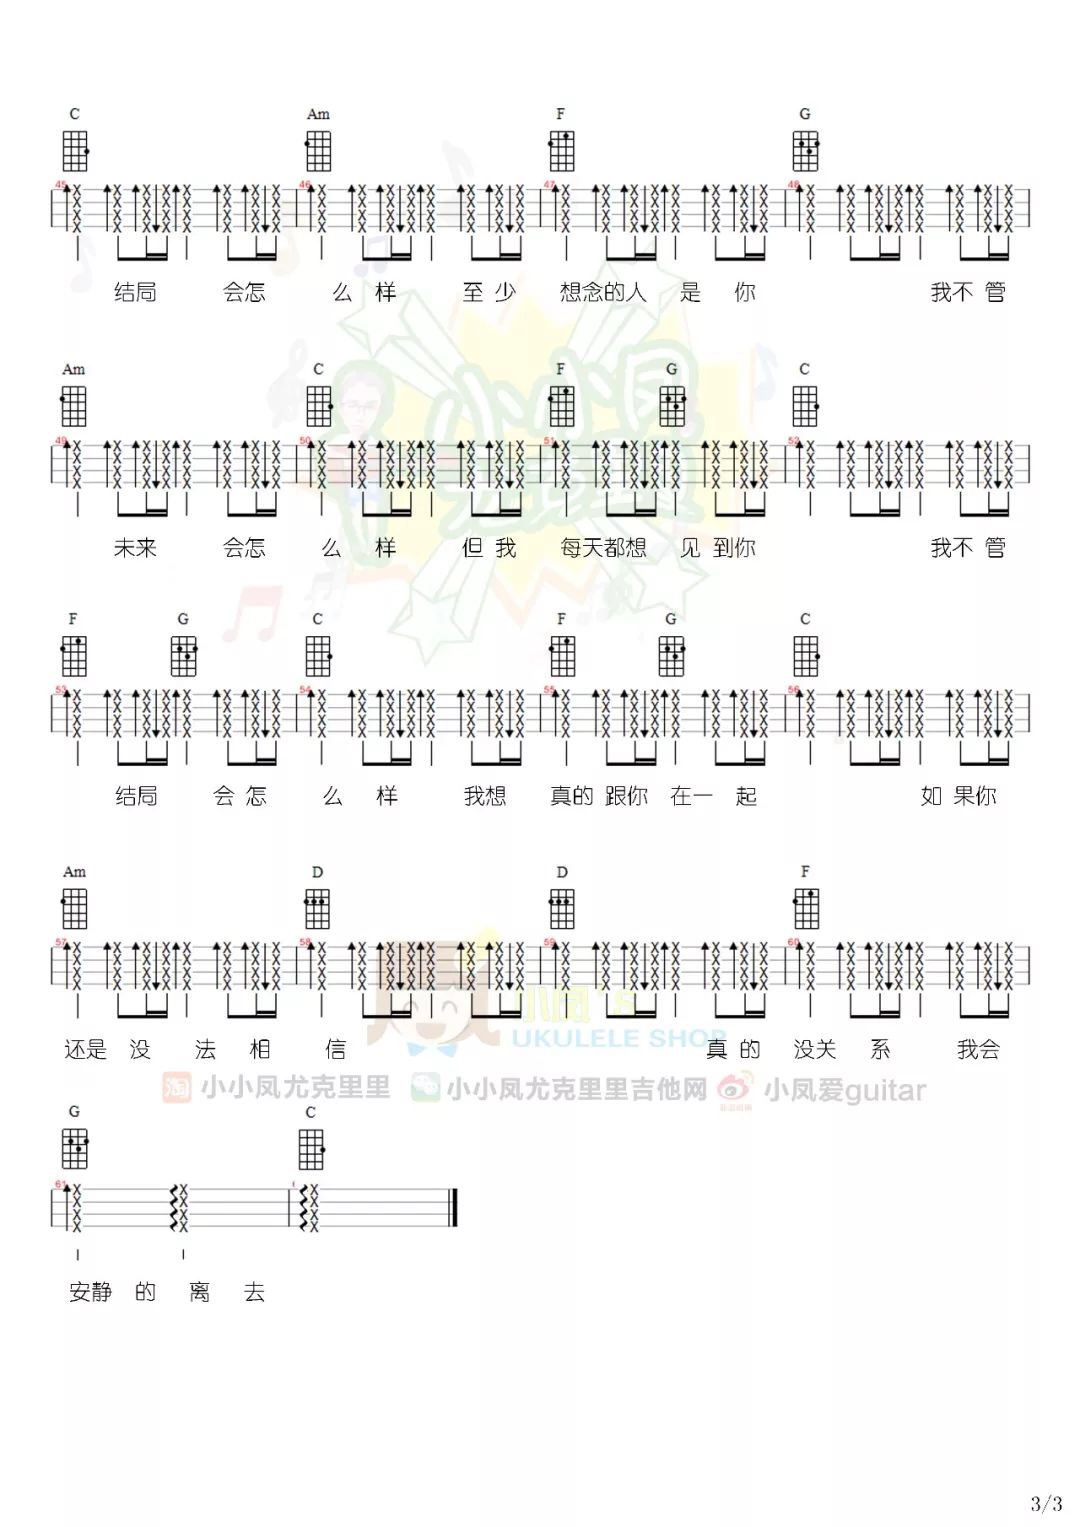 C Am F G
45 46 47 48
结局 会怎 么 样 至 少 想念的人 是 你 我不 管
Am C F G C
49 50 51 52
未来 会怎 么 样 但 我 每天都想 见 到你 我不 管
F G C F G C
53 54 55 56
结局 会 怎 么 样 我想 真的 跟你 在一 起 如 果你
Am D D F
57 58 59 60
还是 没 法 相 信 真 的 没关 系 我会
小凤's
UKULELE SHOP
淘 小小凤尤克里里 小小凤尤克里里吉他网 小凤爱guitar
G C
61
安静 的 离 去
小小凤
3/3